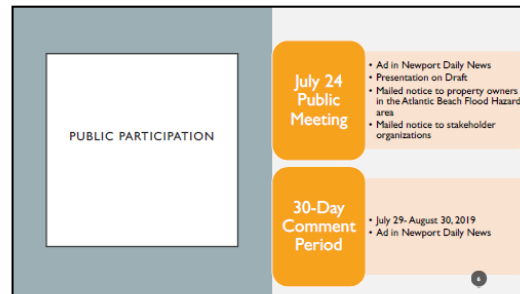 PUBLIC PARTICIPATION
July 24
Public
Meeting
• Ad in Newport Daily News
• Presentation on Draft
• Mailed notice to property owners
in the Atlantic Beach Flood Hazard
area
• Mailed notice to stakeholder
organizations
30-Day
Comment
Period
• July 29- August 30, 2019
• Ad in Newport Daily News
6